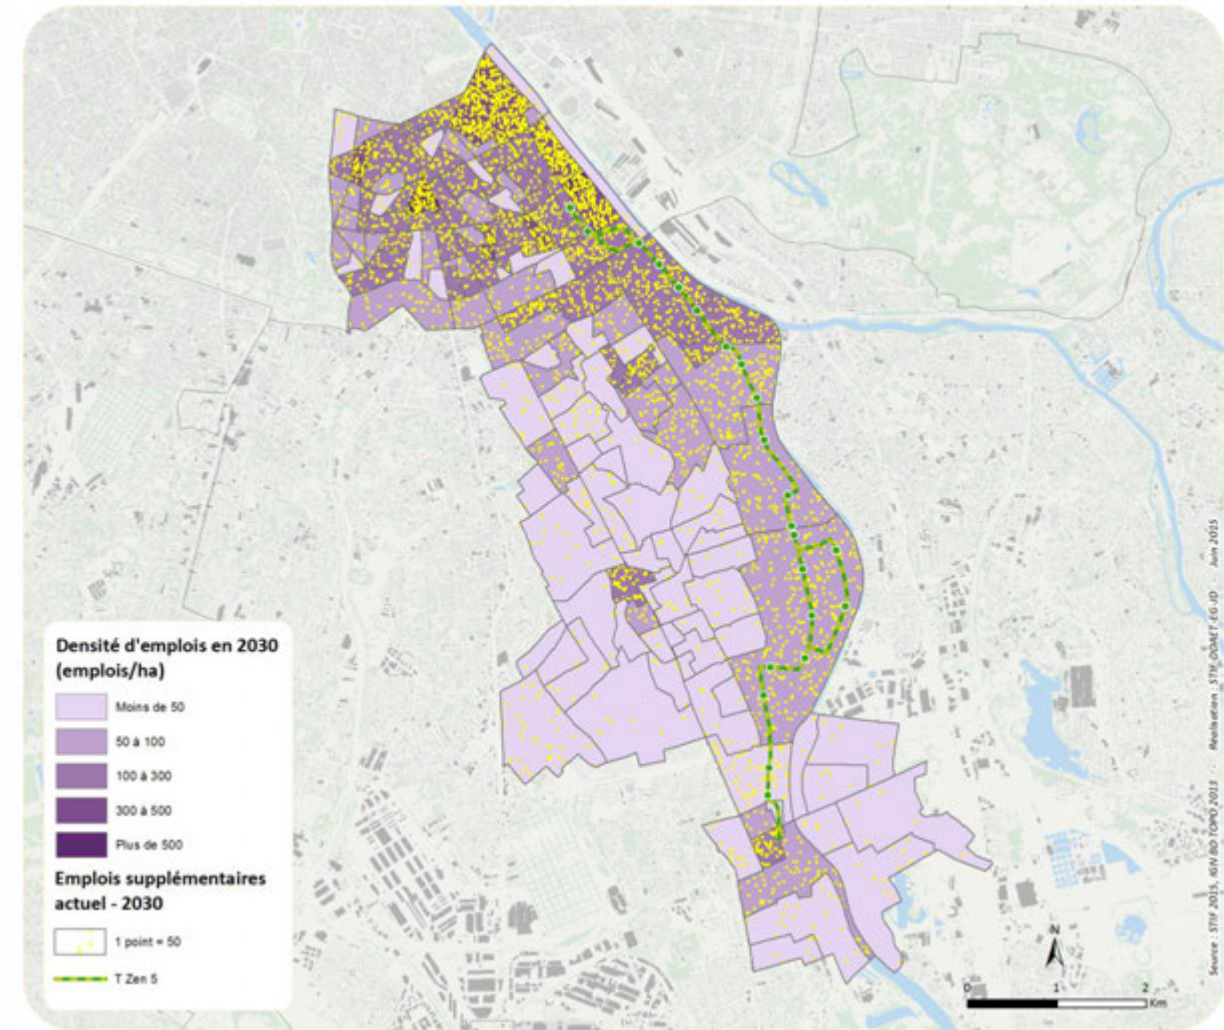 Densité d'emplois en 2030
(emplois/ha)
Moins de 50
50 à 100
100 à 300
300 à 500
Plus de 500
Emplois supplémentaires
actuel - 2030
1 point = 50
T Zen 5
N
0 1 2
Km
Source : STIF 2015, IGN BD TOPO 2013 - Réalisation : STIF_DDAET-EG-JD - Juin 2015